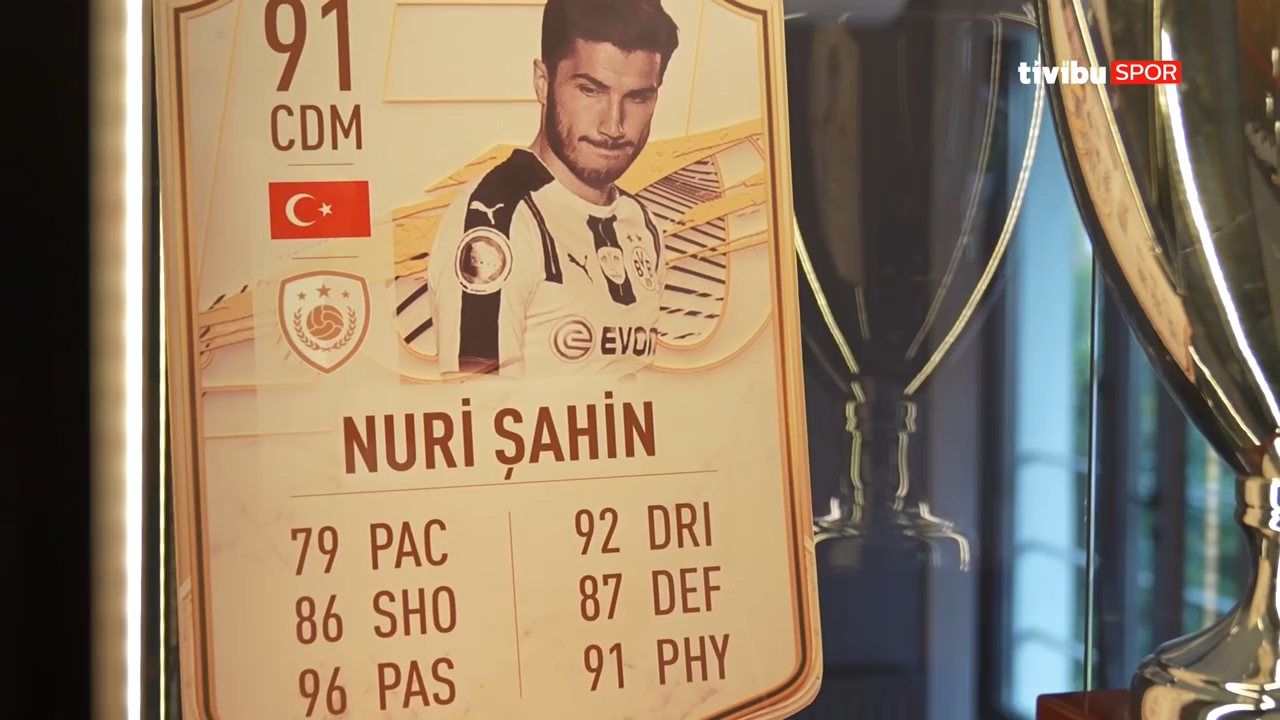 tivibu SPOR
91
CDM
BVB
EVON
NURİ ŞAHİN
79 PAC
86 SHO
96 PAS
92 DRI
87 DEF
91 PHY